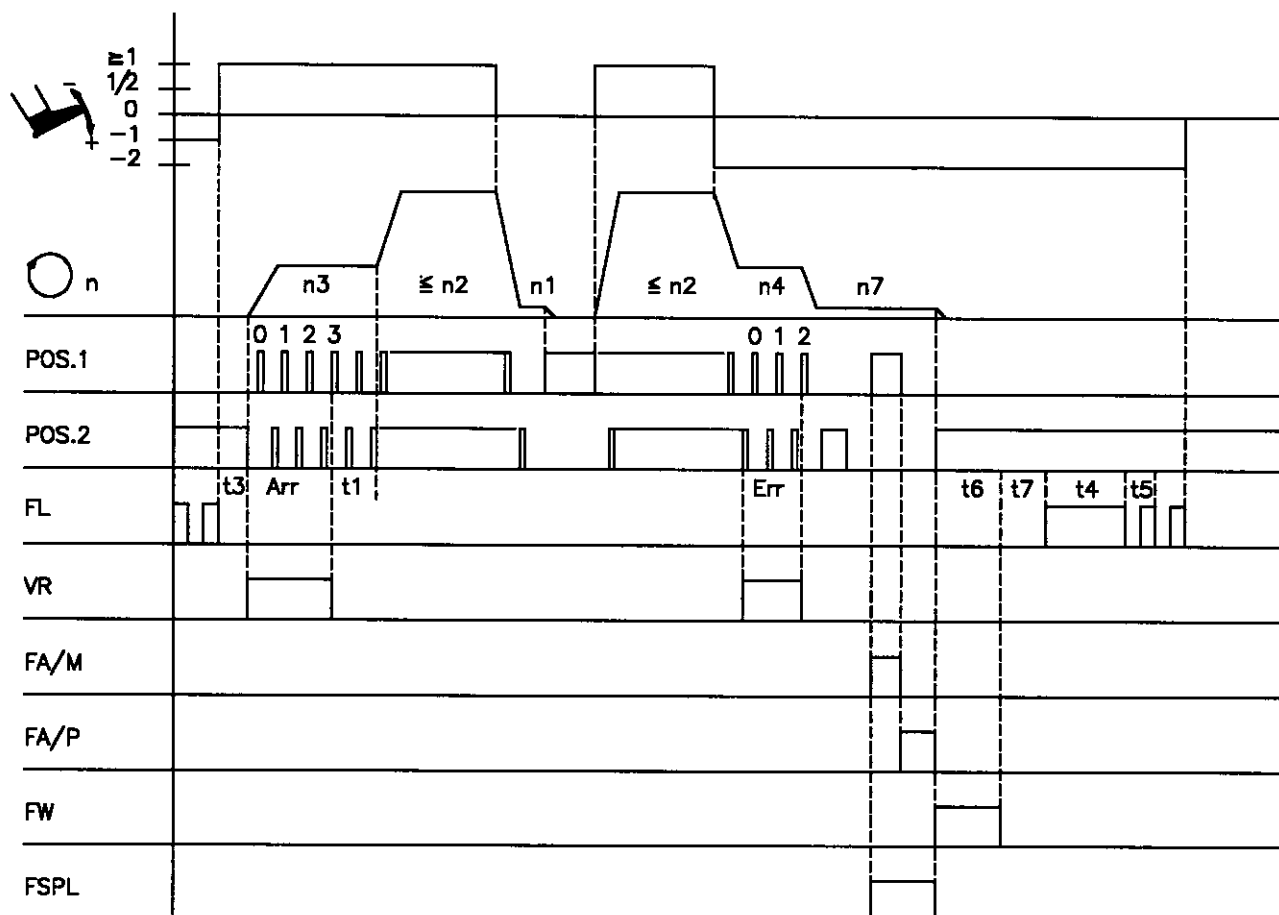 ≧1
1/2
0
-1
-2
-
+
n
n3
≦ n2
n1
≦ n2
n4
n7
POS.1
0 1 2 3
0 1 2
POS.2
FL
t3 Arr t1
Err
t6 t7 t4 t5
VR
FA/M
FA/P
FW
FSPL